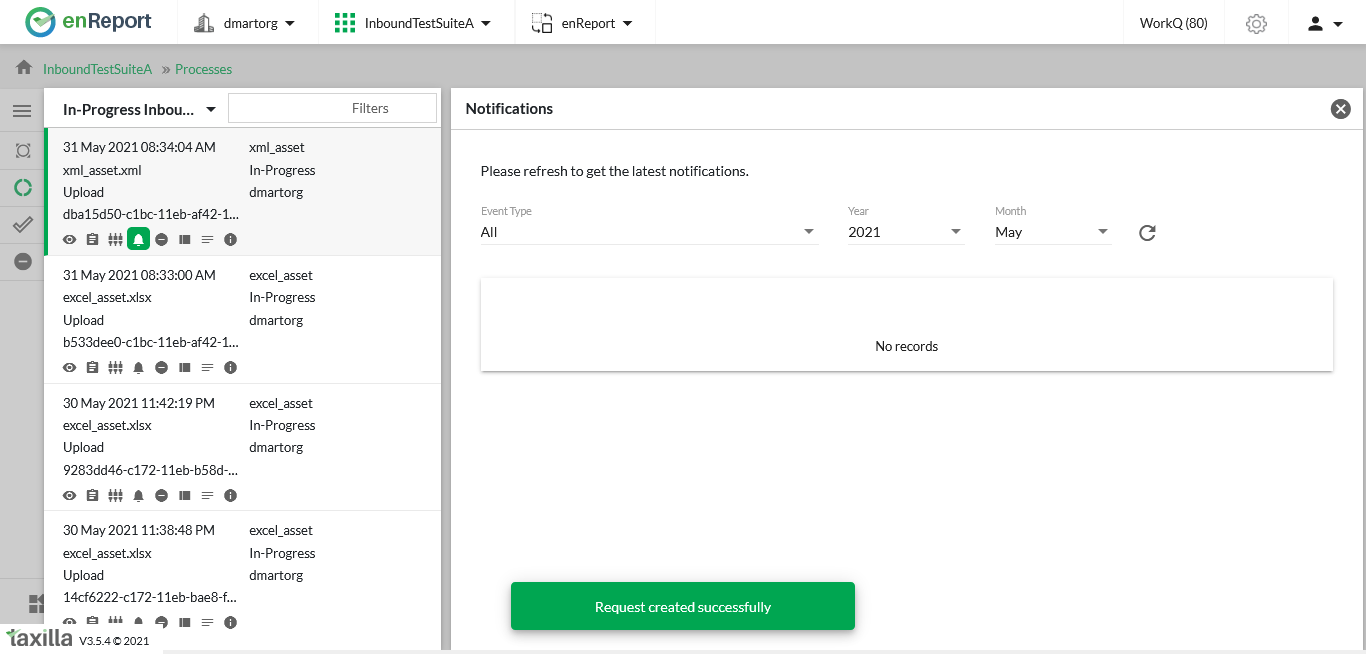 enReport dmartorg InboundTestSuiteA enReport WorkQ (80)
InboundTestSuiteA » Processes
In-Progress Inbou... Filters
31 May 2021 08:34:04 AM xml_asset
xml_asset.xml In-Progress
Upload dmartorg
dba15d50-c1bc-11eb-af42-1...
31 May 2021 08:33:00 AM excel_asset
excel_asset.xlsx In-Progress
Upload dmartorg
b533dee0-c1bc-11eb-af42-1...
30 May 2021 11:42:19 PM excel_asset
excel_asset.xlsx In-Progress
Upload dmartorg
9283dd46-c172-11eb-b58d-...
30 May 2021 11:38:48 PM excel_asset
excel_asset.xlsx In-Progress
Upload dmartorg
14cf6222-c172-11eb-bae8-f...
taxilla V3.5.4 © 2021
Notifications
Please refresh to get the latest notifications.
Event Type Year Month
All 2021 May
No records
Request created successfully